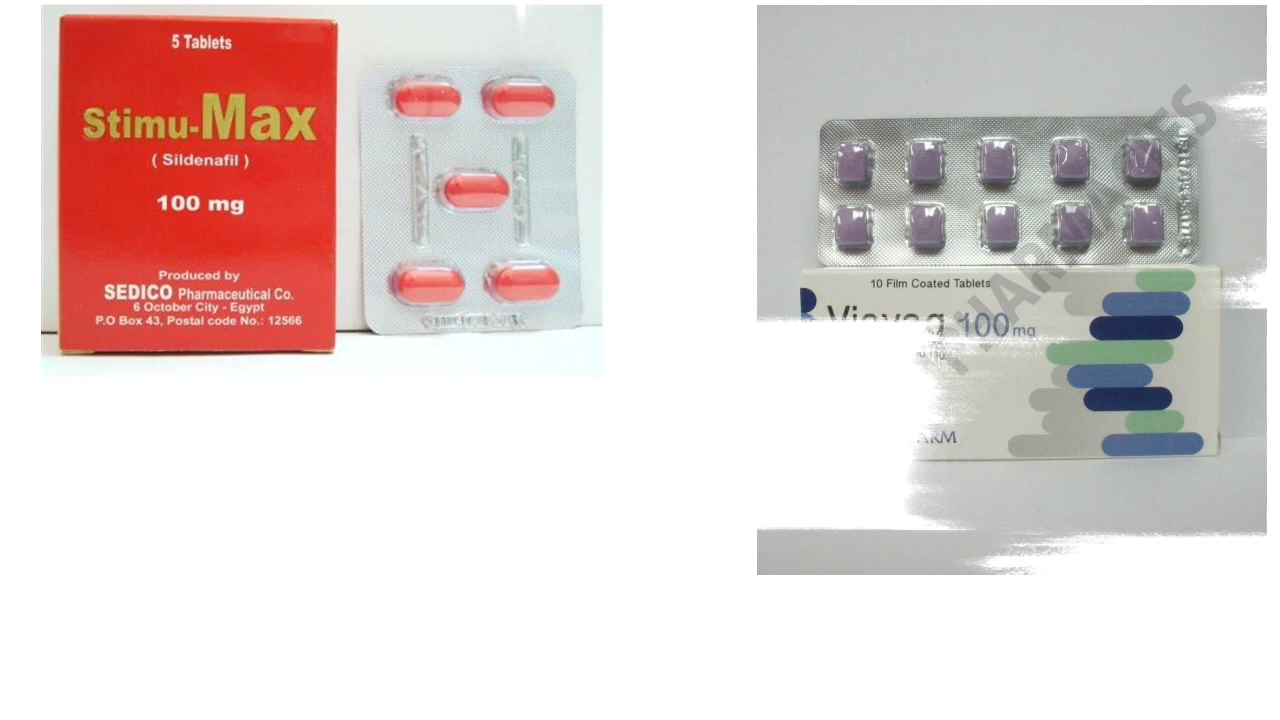 5 Tablets
Stimu-Max
( Sildenafil )
100 mg
Produced by
SEDICO Pharmaceutical Co.
6 October City - Egypt
P.O Box 43, Postal code No.: 12566
10 Film Coated Tablets
100 mg
mg